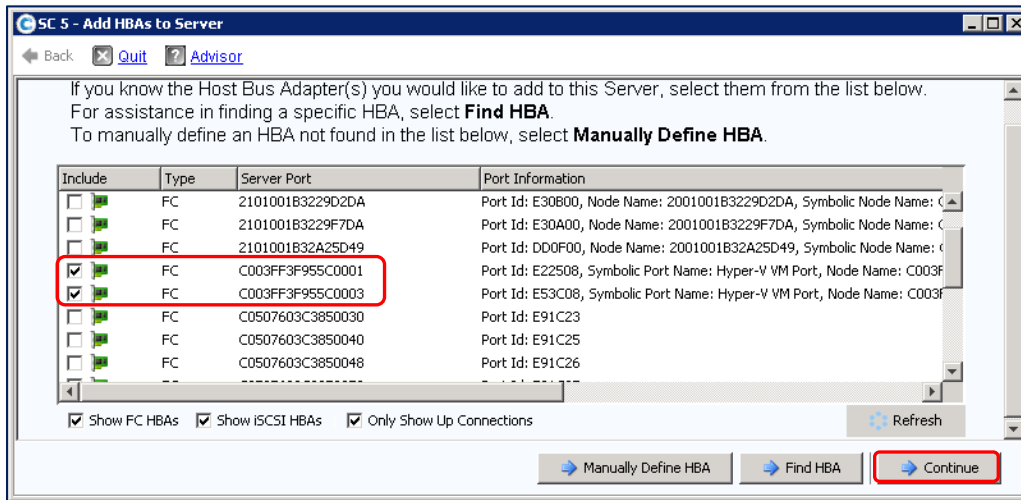 SC 5 - Add HBAs to Server
Back Quit Advisor
If you know the Host Bus Adapter(s) you would like to add to this Server, select them from the list below.
For assistance in finding a specific HBA, select Find HBA.
To manually define an HBA not found in the list below, select Manually Define HBA.
Include Type Server Port Port Information
FC 2101001B3229D2DA Port Id: E30B00, Node Name: 2001001B3229D2DA, Symbolic Node Name:
FC 2101001B3229F7DA Port Id: E30A00, Node Name: 2001001B3229F7DA, Symbolic Node Name:
FC 2101001B32A25D49 Port Id: DD0F00, Node Name: 2001001B32A25D49, Symbolic Node Name:
FC C003FF3F955C0001 Port Id: E22508, Symbolic Port Name: Hyper-V VM Port, Node Name: C003F
FC C003FF3F955C0003 Port Id: E53C08, Symbolic Port Name: Hyper-V VM Port, Node Name: C003F
FC C0507603C3850030 Port Id: E91C23
FC C0507603C3850040 Port Id: E91C25
FC C0507603C3850048 Port Id: E91C26
Show FC HBAs Show iSCSI HBAs Only Show Up Connections Refresh
Manually Define HBA Find HBA Continue